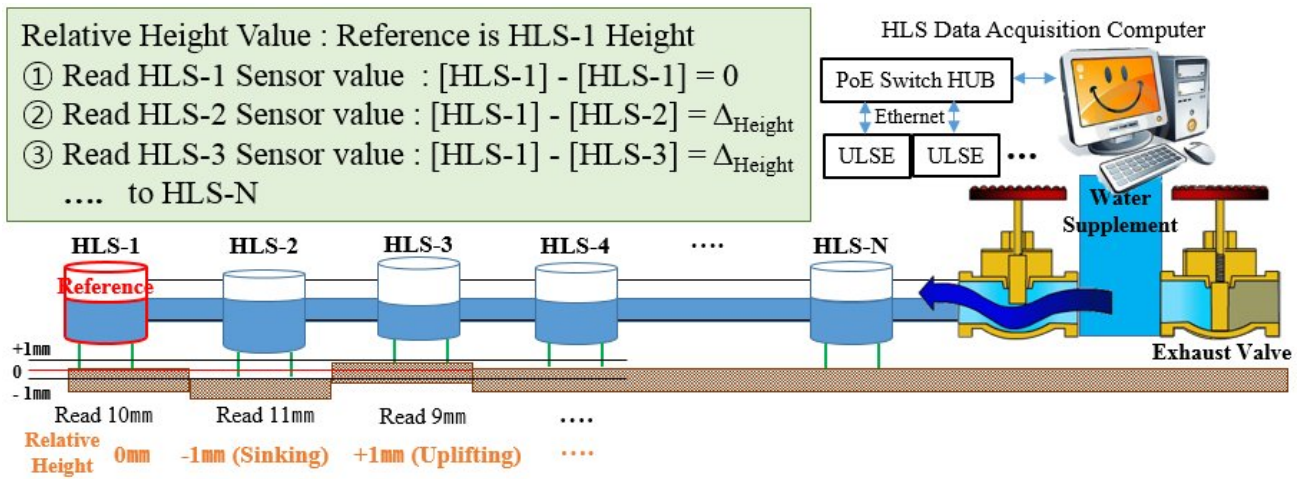 Relative Height Value : Reference is HLS-1 Height
① Read HLS-1 Sensor value : [HLS-1] - [HLS-1] = 0
② Read HLS-2 Sensor value : [HLS-1] - [HLS-2] = Δ_Height
③ Read HLS-3 Sensor value : [HLS-1] - [HLS-3] = Δ_Height
.... to HLS-N
HLS Data Acquisition Computer
PoE Switch HUB
Ethernet
ULSE ULSE ...
Water
Supplement
HLS-1 HLS-2 HLS-3 HLS-4 .... HLS-N
Reference
Exhaust Valve
+1mm
0
-1mm
Read 10mm Read 11mm Read 9mm ....
Relative
Height 0mm -1mm (Sinking) +1mm (Uplifting) ....